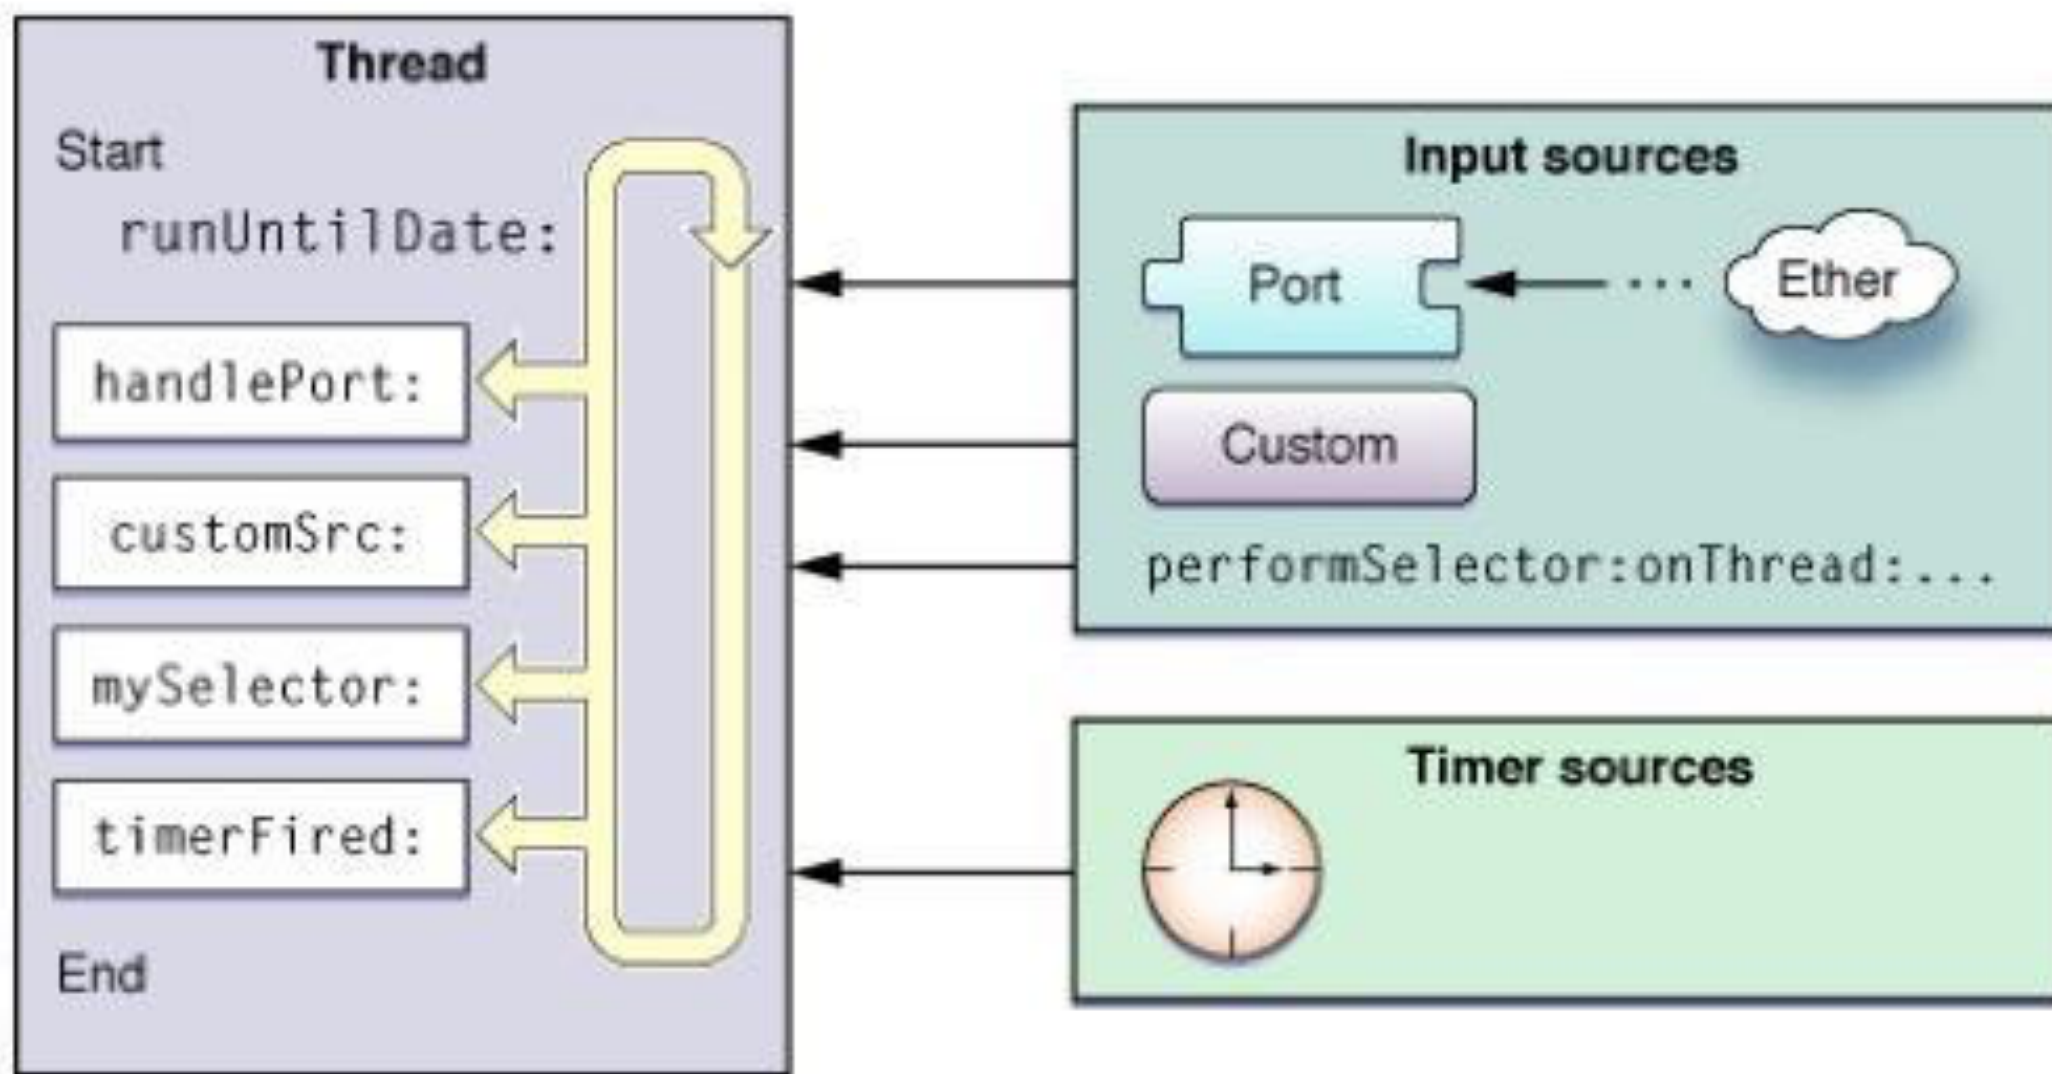 Thread
Start
runUntilDate:
handlePort:
customSrc:
mySelector:
timerFired:
End
Input sources
Port
Ether
Custom
performSelector:onThread:...
Timer sources